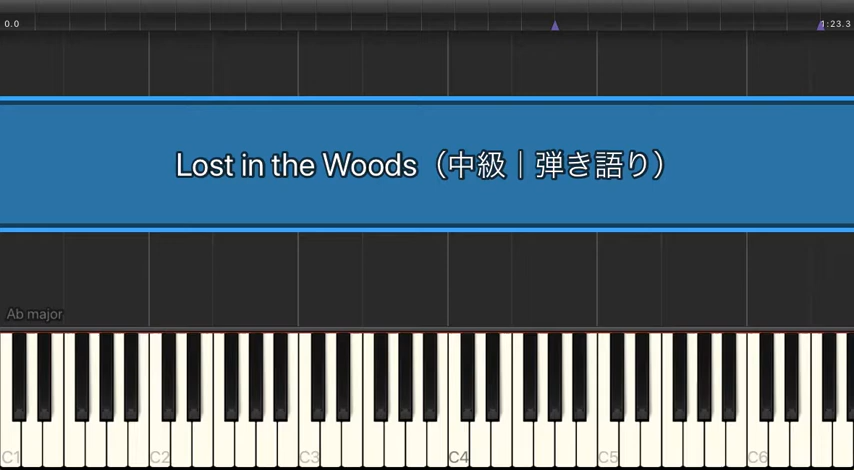 0.0
1:23.3
Lost in the Woods（中級｜弾き語り）
Ab major
C1
C2
C3
C4
C5
C6